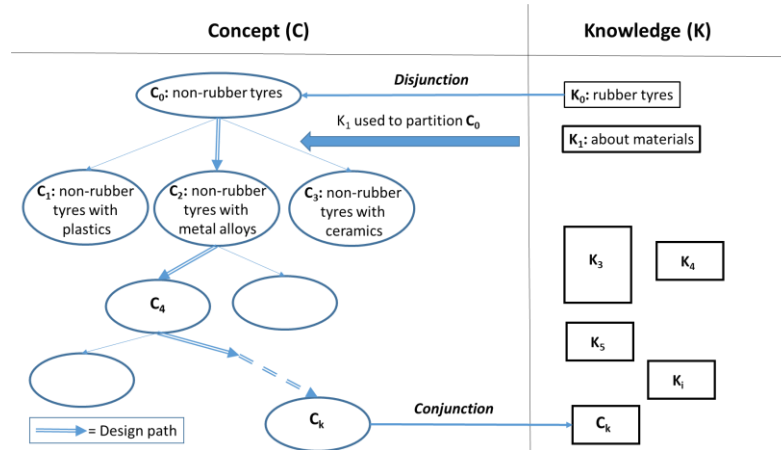 Concept (C)
Knowledge (K)
Disjunction
C₀: non-rubber tyres
K₀: rubber tyres
K₁ used to partition C₀
K₁: about materials
C₁: non-rubber
tyres with
plastics
C₂: non-rubber
tyres with
metal alloys
C₃: non-rubber
tyres with
ceramics
K₃
K₄
C₄
K₅
Kᵢ
Cₖ
Conjunction
Cₖ
= Design path